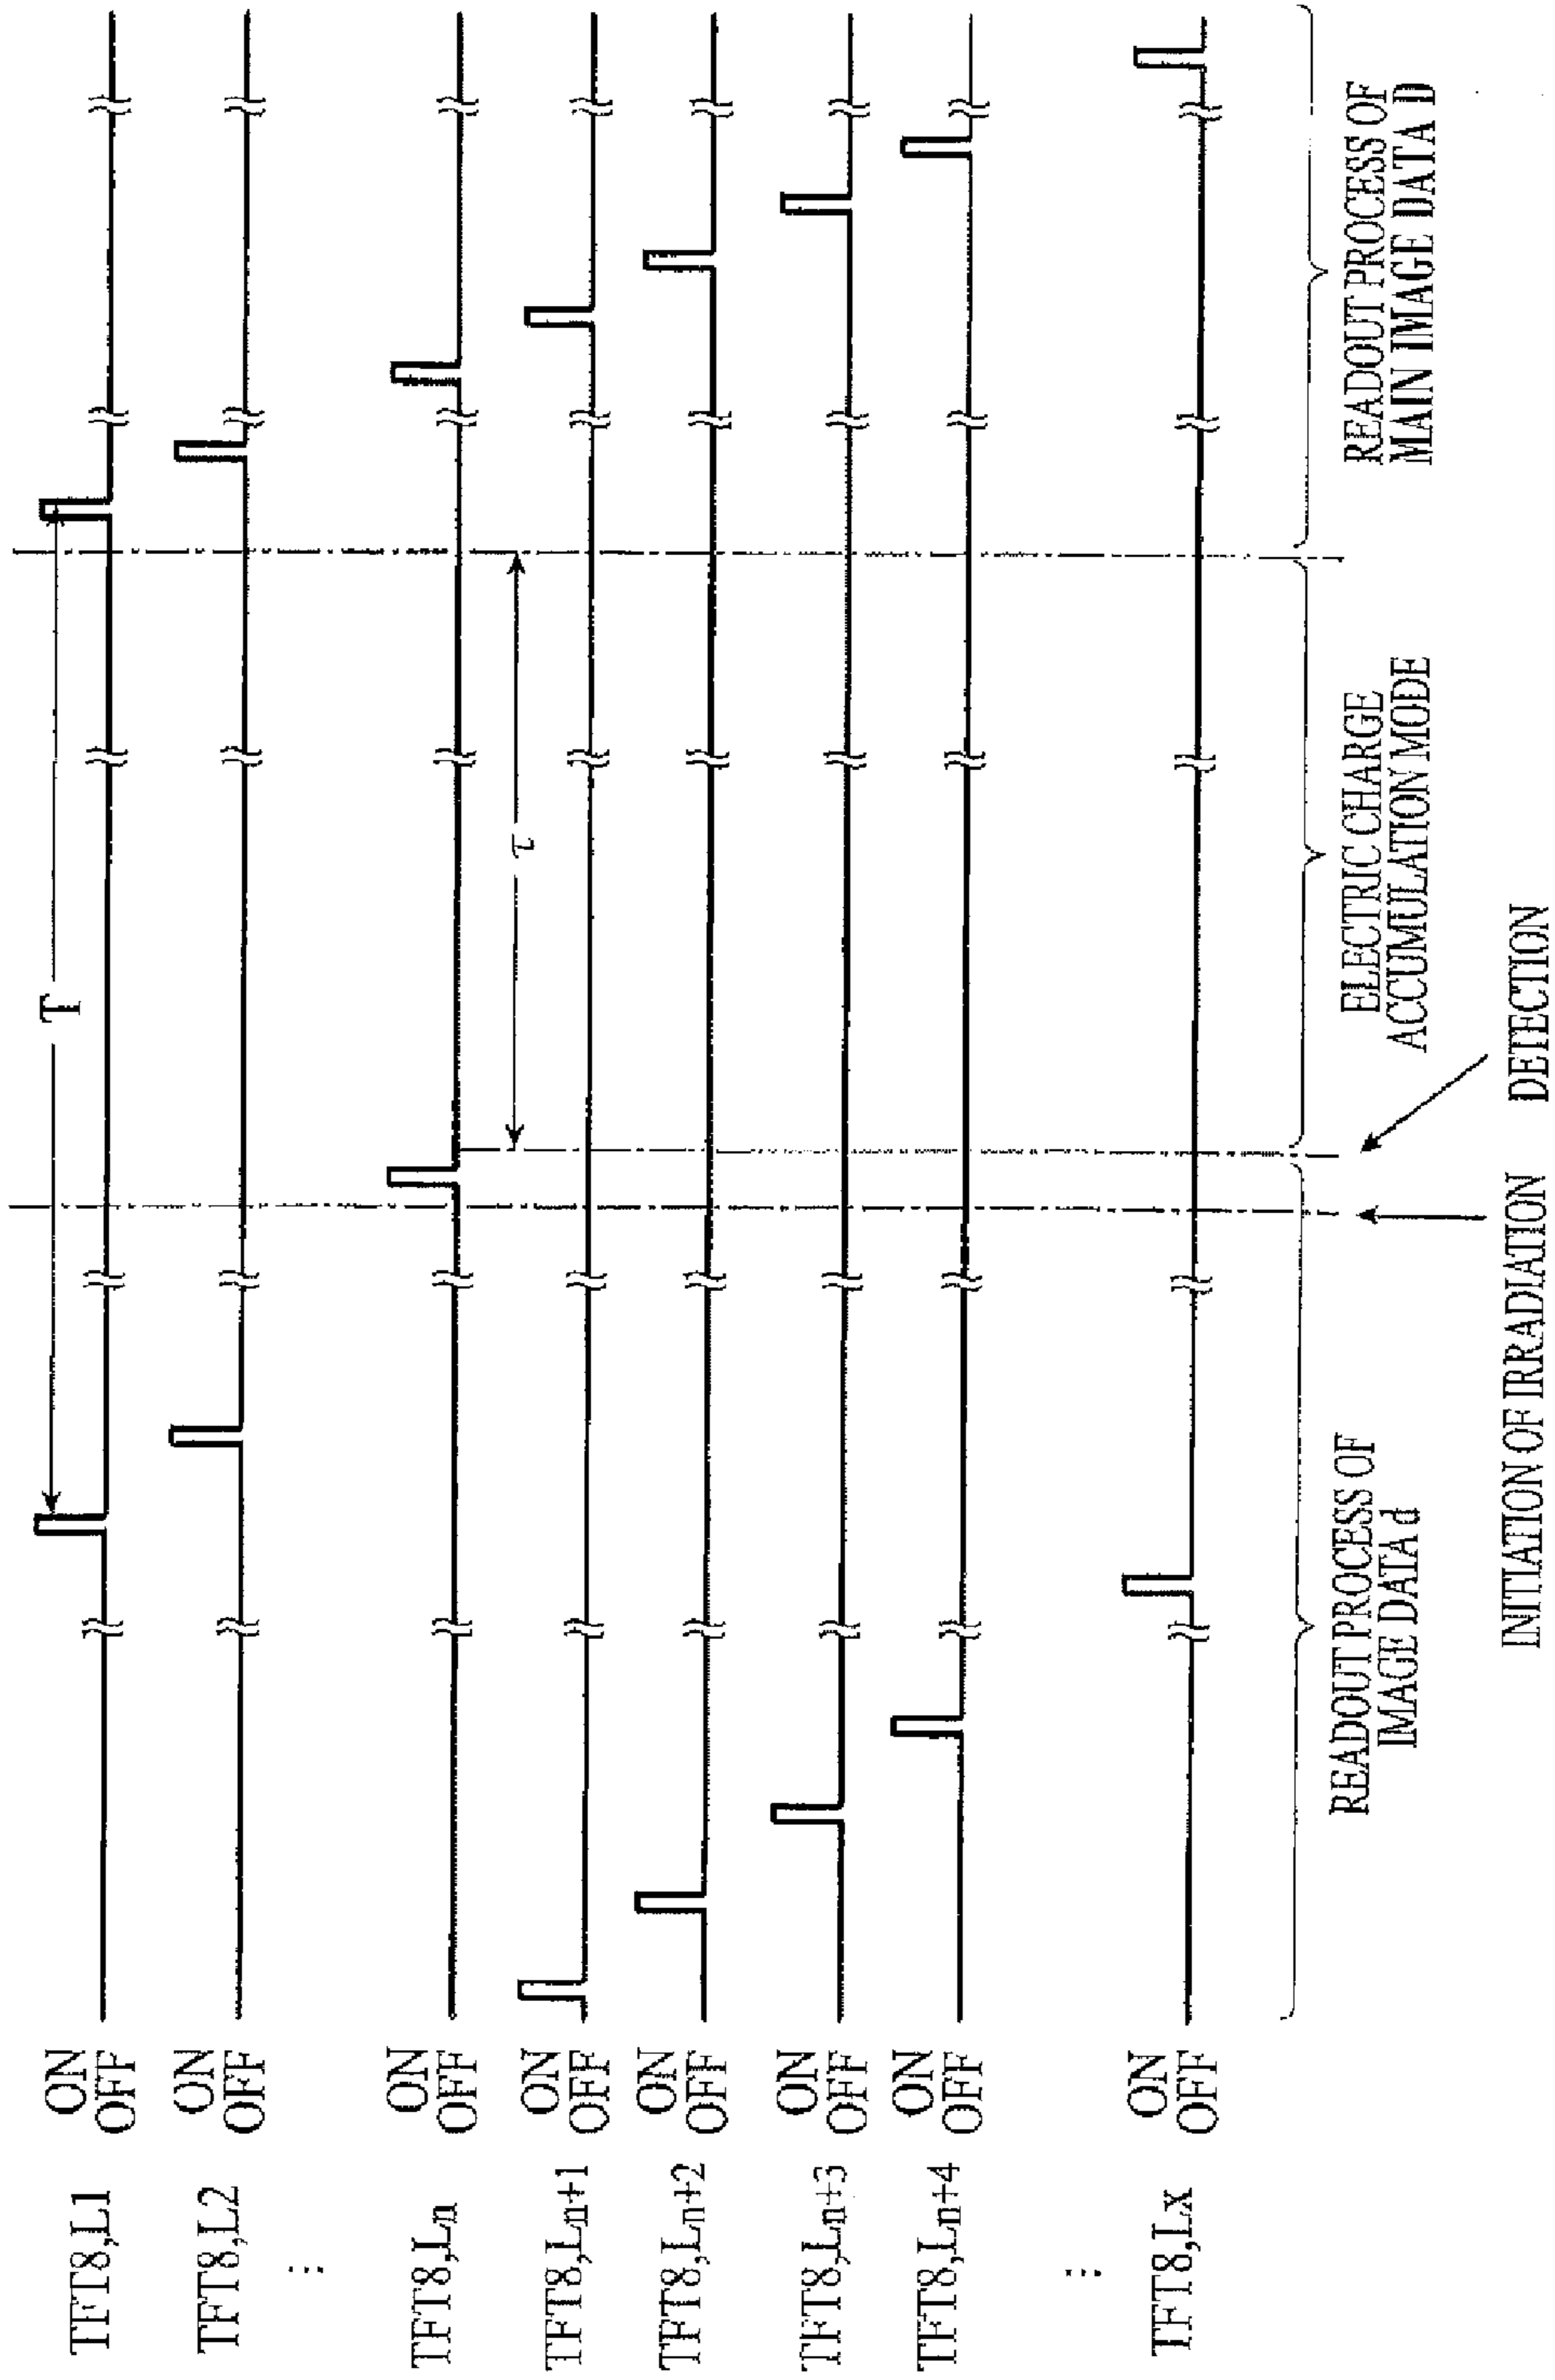 TFT8,L1 ON OFF
T
TFT8,L2 ON OFF
⋮
TFT8,Ln ON OFF
τ
TFT8,Ln+1 ON OFF
TFT8,Ln+2 ON OFF
TFT8,Ln+3 ON OFF
TFT8,Ln+4 ON OFF
⋮
TFT8,Lx ON OFF
READOUT PROCESS OF
IMAGE DATA d
ELECTRIC CHARGE
ACCUMULATION MODE
READOUT PROCESS OF
MAIN IMAGE DATA D
INITIATION OF IRRADIATION
DETECTION